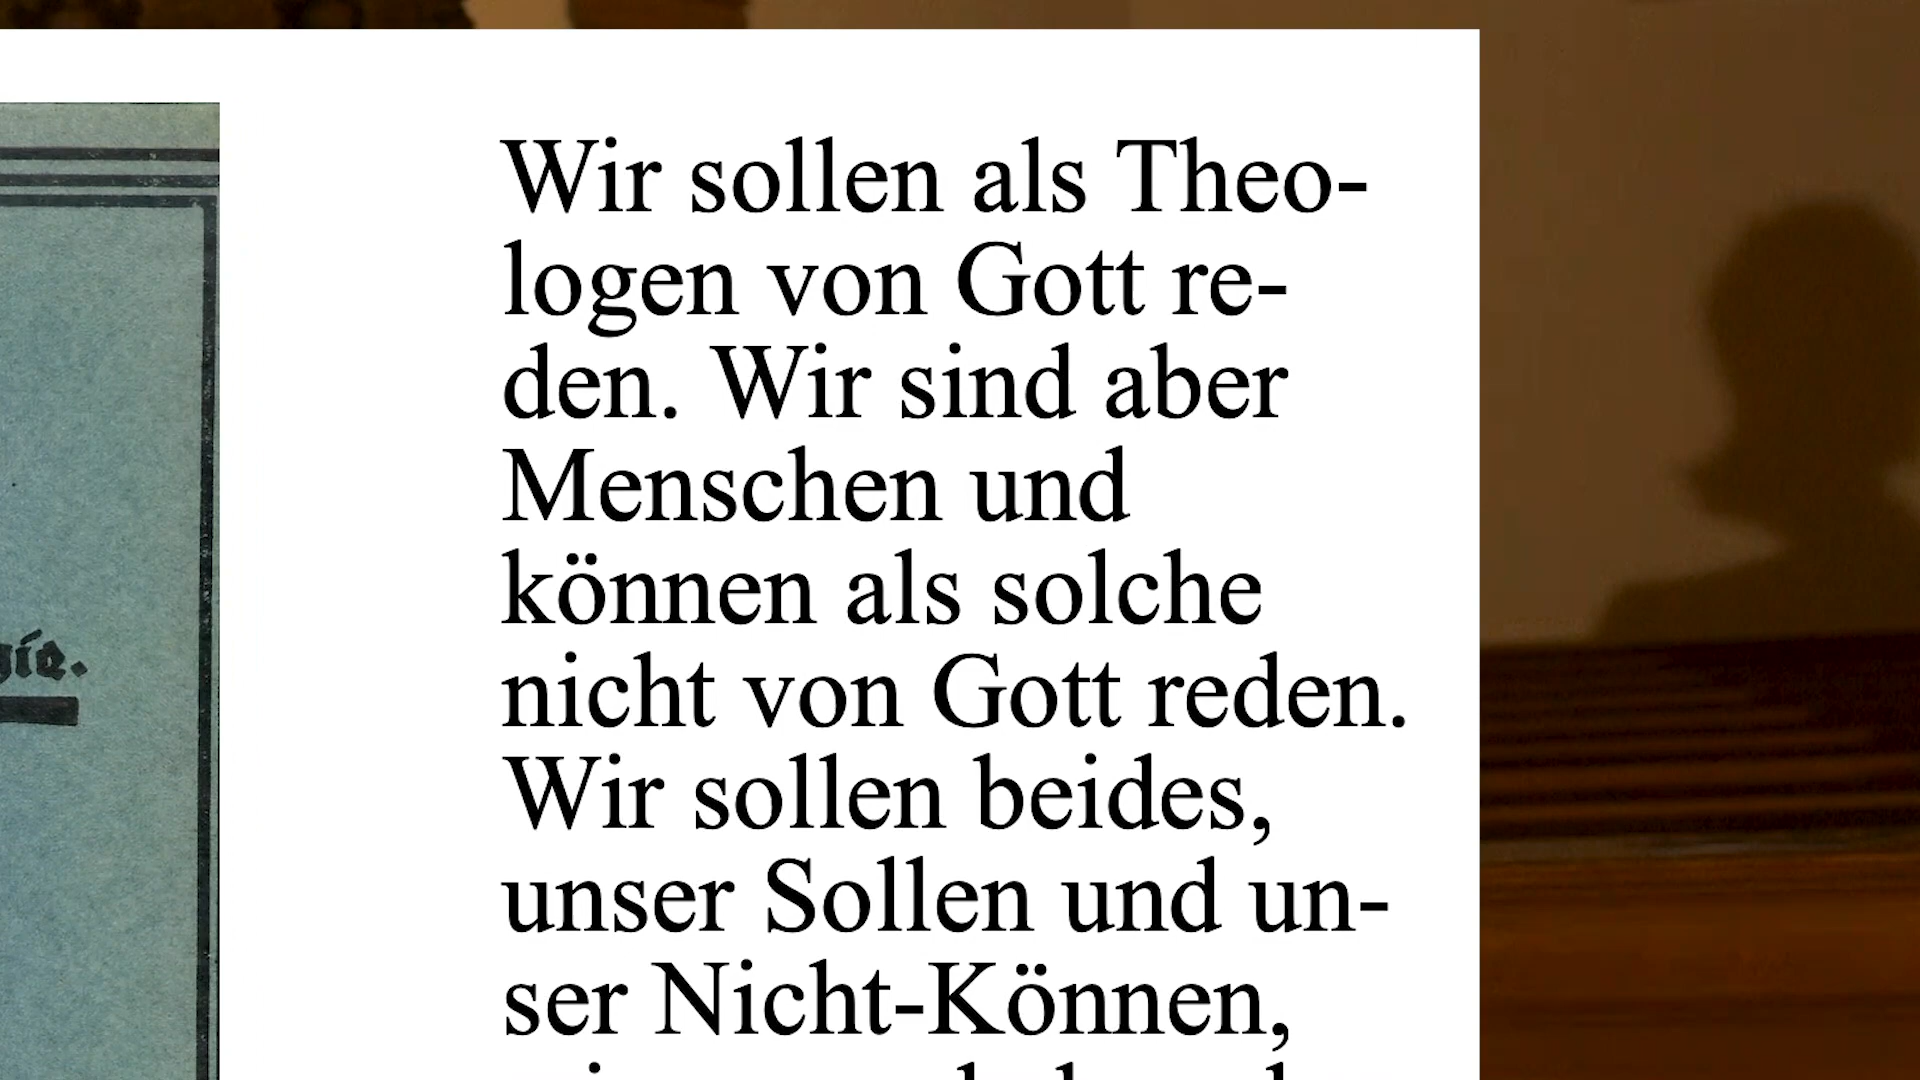 Wir sollen als Theo-
logen von Gott re-
den. Wir sind aber
Menschen und
können als solche
nicht von Gott reden.
Wir sollen beides,
unser Sollen und un-
ser Nicht-Können,